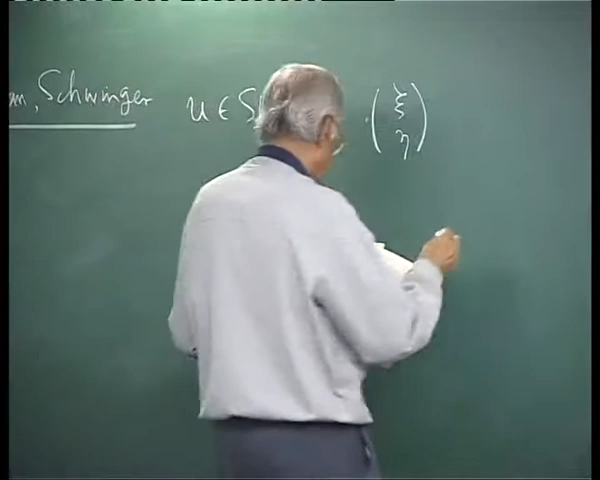 , Schwinger u ∈ S
( ξ
η )